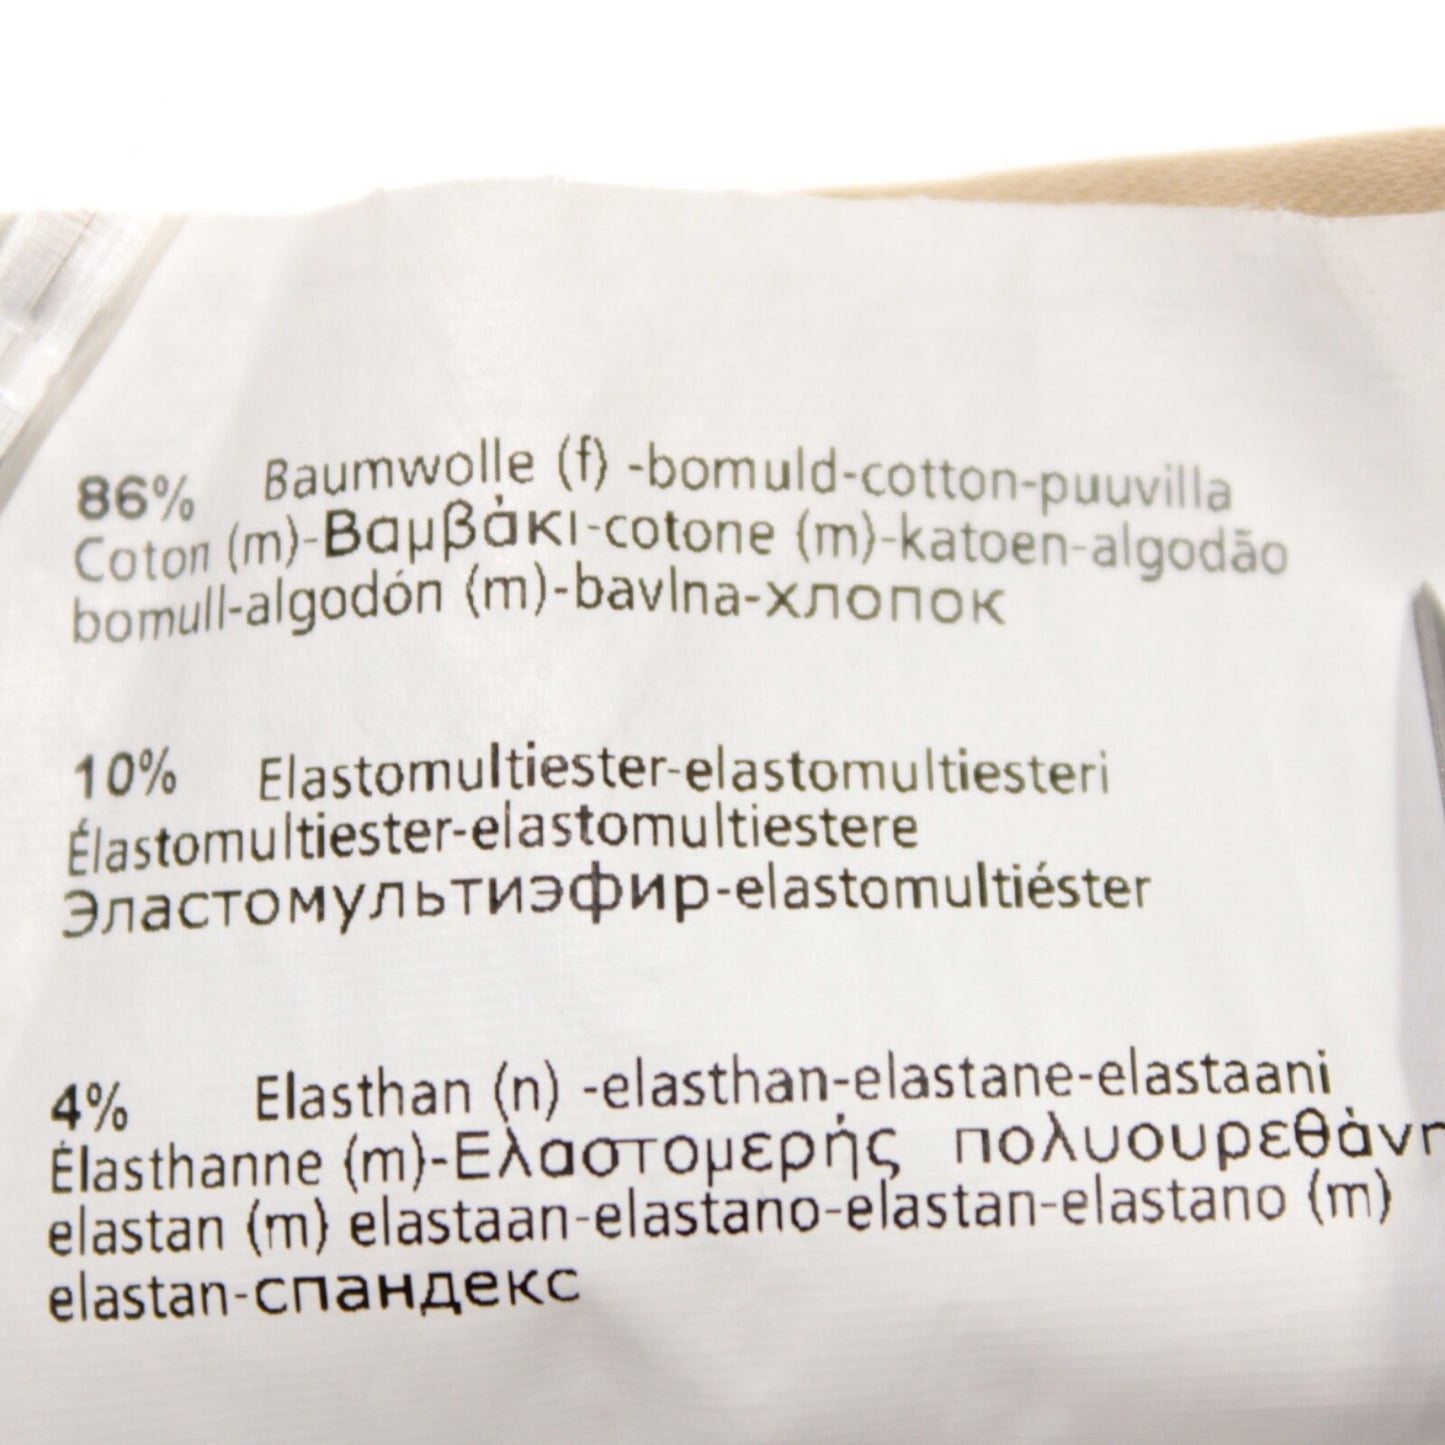 86% Baumwolle (f) -bomuld-cotton-puuvilla
Coton (m)-Βαμβάκι-cotone (m)-katoen-algodão
bomull-algodón (m)-bavlna-хлопок
10% Elastomultiester-elastomultiesteri
Élastomultiester-elastomultiestere
Эластомультиэфир-elastomultiéster
4% Elasthan (n) -elasthan-elastane-elastaani
Élasthanne (m)-Ελαστομερής πολυουρεθάνη
elastan (m) elastaan-elastano-elastan-elastano (m)
elastan-спандекс